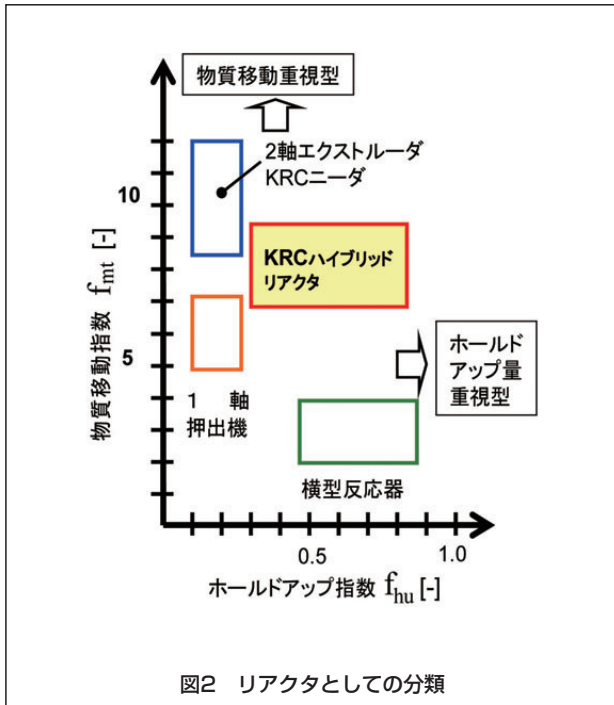 物質移動重視型
2軸エクストルーダ
KRCニーダ
10
KRCハイブリッド
リアクタ
物質移動指数 fmt [-]
5
ホールド
アップ量
重視型
1 軸
押出機
横型反応器
0.5
1.0
ホールドアップ指数 fhu [-]
図2 リアクタとしての分類